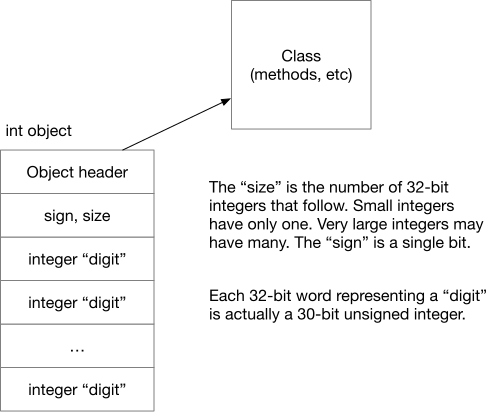 Class
(methods, etc)
int object
Object header
sign, size
integer “digit”
integer “digit”
…
integer “digit”
The “size” is the number of 32-bit
integers that follow. Small integers
have only one. Very large integers may
have many. The “sign” is a single bit.
Each 32-bit word representing a “digit”
is actually a 30-bit unsigned integer.